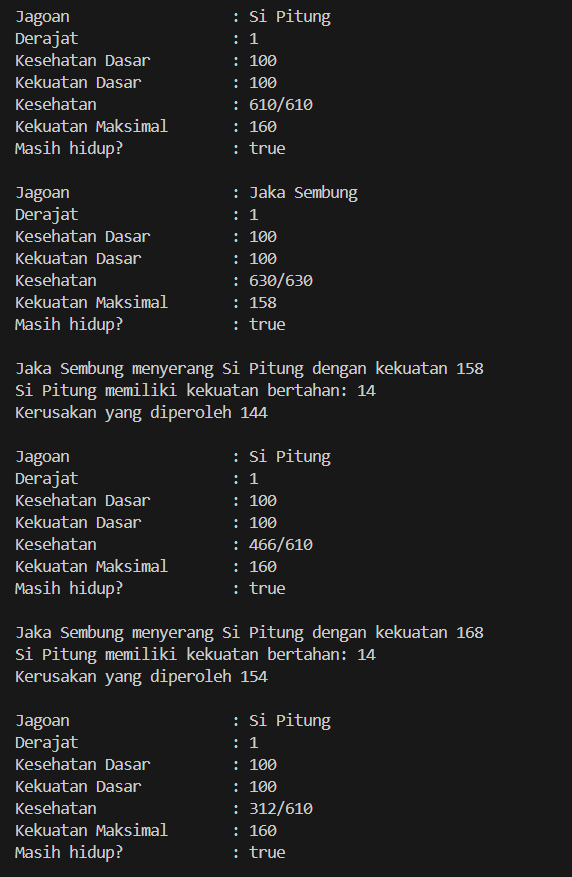 Jagoan : Si Pitung
Derajat : 1
Kesehatan Dasar : 100
Kekuatan Dasar : 100
Kesehatan : 610/610
Kekuatan Maksimal : 160
Masih hidup? : true
Jagoan : Jaka Sembung
Derajat : 1
Kesehatan Dasar : 100
Kekuatan Dasar : 100
Kesehatan : 630/630
Kekuatan Maksimal : 158
Masih hidup? : true
Jaka Sembung menyerang Si Pitung dengan kekuatan 158
Si Pitung memiliki kekuatan bertahan: 14
Kerusakan yang diperoleh 144
Jagoan : Si Pitung
Derajat : 1
Kesehatan Dasar : 100
Kekuatan Dasar : 100
Kesehatan : 466/610
Kekuatan Maksimal : 160
Masih hidup? : true
Jaka Sembung menyerang Si Pitung dengan kekuatan 168
Si Pitung memiliki kekuatan bertahan: 14
Kerusakan yang diperoleh 154
Jagoan : Si Pitung
Derajat : 1
Kesehatan Dasar : 100
Kekuatan Dasar : 100
Kesehatan : 312/610
Kekuatan Maksimal : 160
Masih hidup? : true